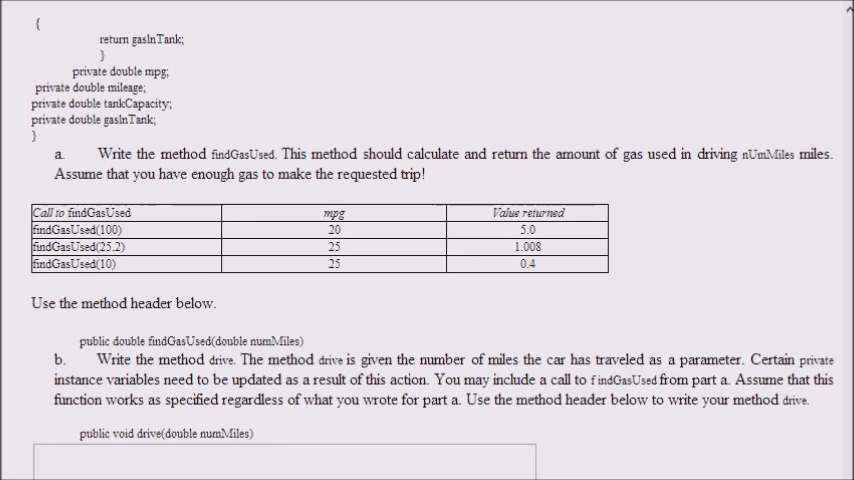 {
return gasInTank;
}
private double mpg;
private double mileage;
private double tankCapacity;
private double gasInTank;
}
a. Write the method findGasUsed. This method should calculate and return the amount of gas used in driving nUmMiles miles.
Assume that you have enough gas to make the requested trip!
Call to findGasUsed mpg Value returned
findGasUsed(100) 20 5.0
findGasUsed(25.2) 25 1.008
findGasUsed(10) 25 0.4
Use the method header below.
public double findGasUsed(double numMiles)
b. Write the method drive. The method drive is given the number of miles the car has traveled as a parameter. Certain private
instance variables need to be updated as a result of this action. You may include a call to f indGasUsed from part a. Assume that this
function works as specified regardless of what you wrote for part a. Use the method header below to write your method drive.
public void drive(double numMiles)